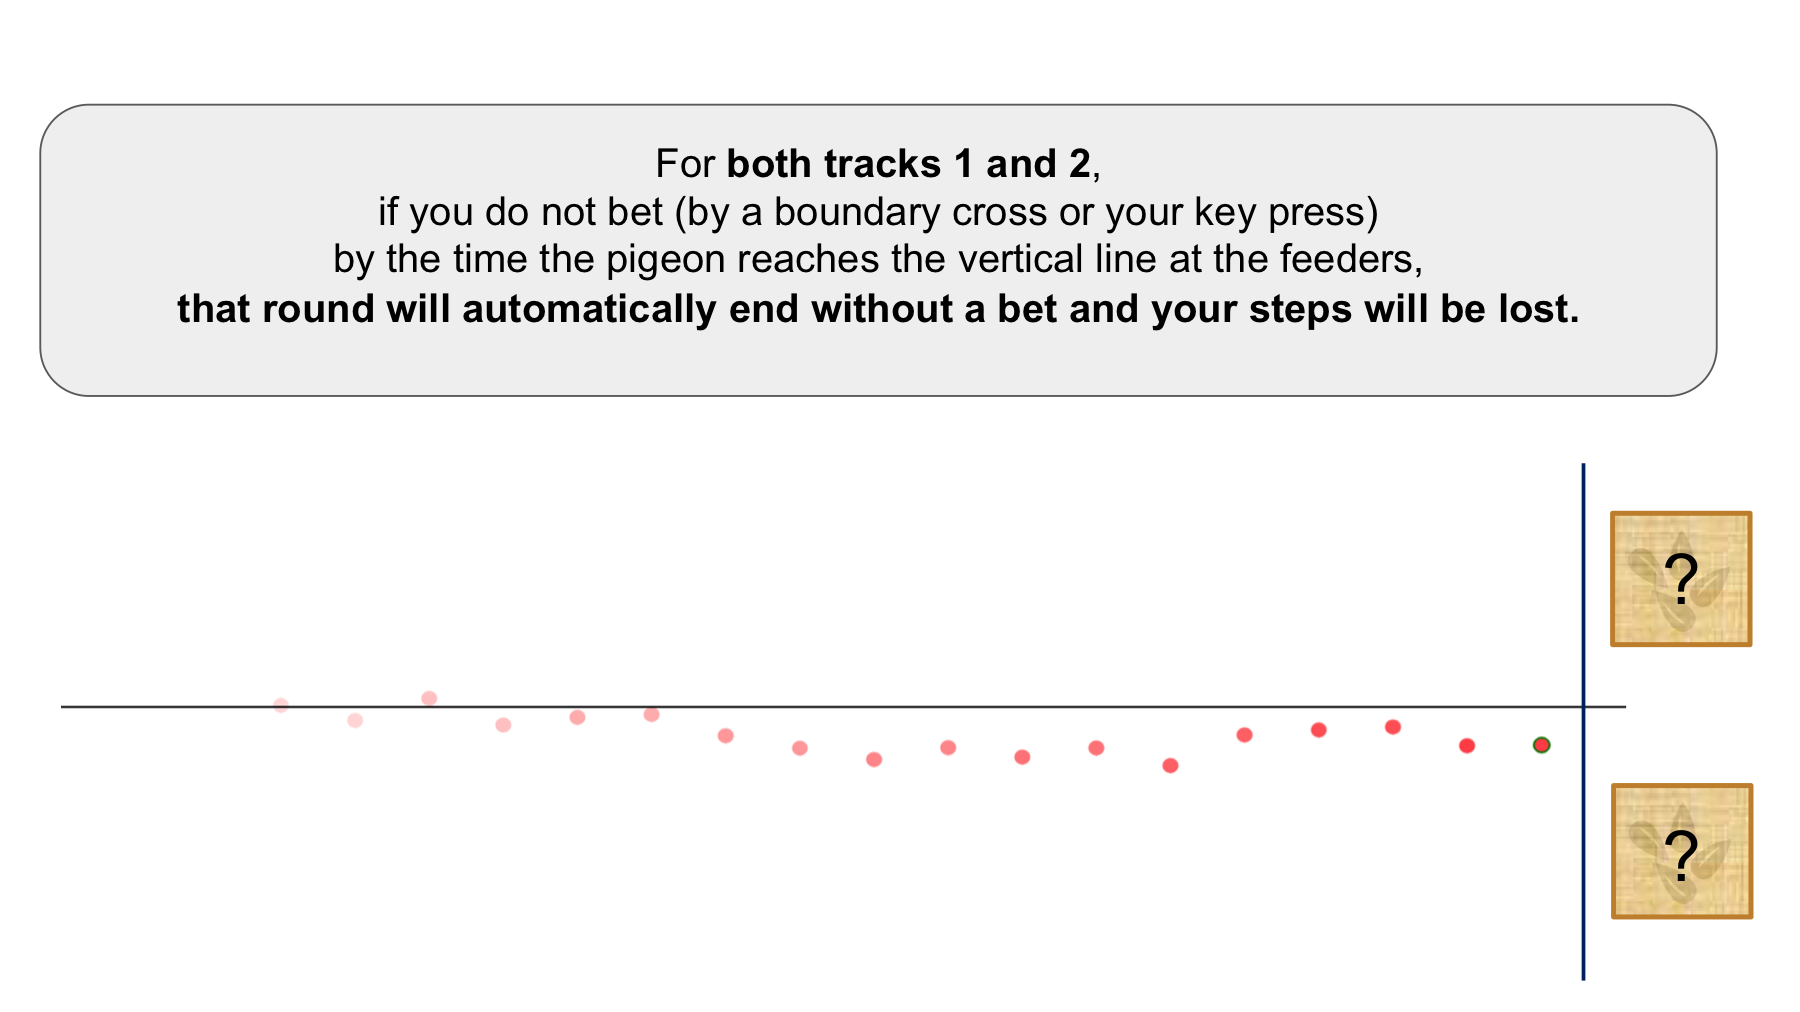 For both tracks 1 and 2,
if you do not bet (by a boundary cross or your key press)
by the time the pigeon reaches the vertical line at the feeders,
that round will automatically end without a bet and your steps will be lost.
?
?